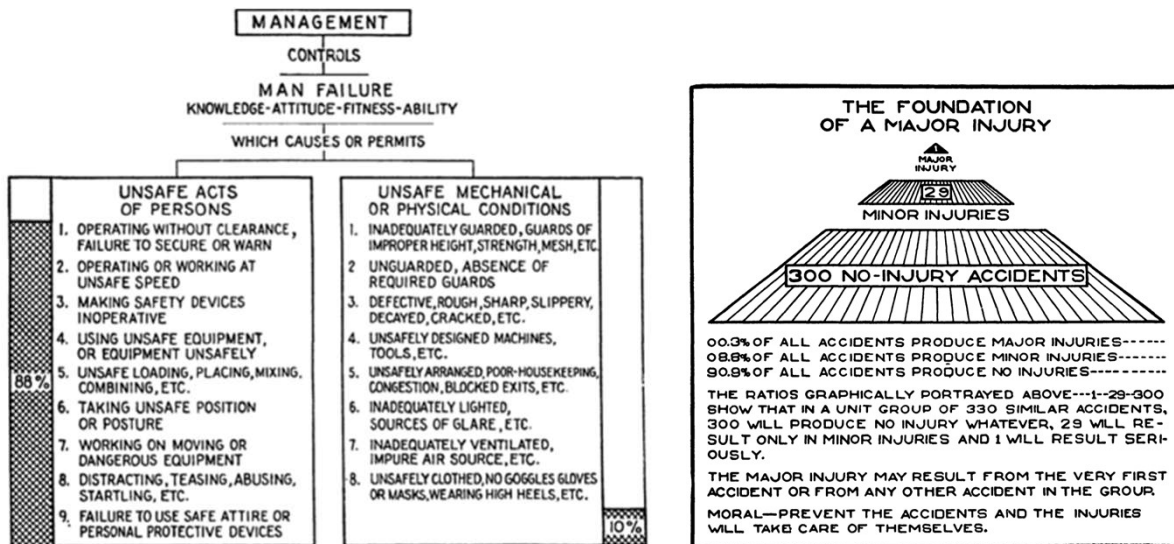 MANAGEMENT
CONTROLS
MAN FAILURE
KNOWLEDGE-ATTITUDE-FITNESS-ABILITY
WHICH CAUSES OR PERMITS
UNSAFE ACTS
OF PERSONS
1. OPERATING WITHOUT CLEARANCE,
FAILURE TO SECURE OR WARN
2. OPERATING OR WORKING AT
UNSAFE SPEED
3. MAKING SAFETY DEVICES
INOPERATIVE
4. USING UNSAFE EQUIPMENT,
OR EQUIPMENT UNSAFELY
88%
5. UNSAFE LOADING, PLACING, MIXING,
COMBINING, ETC.
6. TAKING UNSAFE POSITION
OR POSTURE
7. WORKING ON MOVING OR
DANGEROUS EQUIPMENT
8. DISTRACTING, TEASING, ABUSING,
STARTLING, ETC.
9. FAILURE TO USE SAFE ATTIRE OR
PERSONAL PROTECTIVE DEVICES
UNSAFE MECHANICAL
OR PHYSICAL CONDITIONS
1. INADEQUATELY GUARDED, GUARDS OF
IMPROPER HEIGHT, STRENGTH, MESH, ETC.
2 UNGUARDED, ABSENCE OF
REQUIRED GUARDS
3. DEFECTIVE, ROUGH, SHARP, SLIPPERY,
DECAYED, CRACKED, ETC.
4. UNSAFELY DESIGNED MACHINES,
TOOLS, ETC.
5. UNSAFELY ARRANGED, POOR-HOUSEKEEPING,
CONGESTION, BLOCKED EXITS, ETC.
6. INADEQUATELY LIGHTED,
SOURCES OF GLARE, ETC.
7. INADEQUATELY VENTILATED,
IMPURE AIR SOURCE, ETC.
8. UNSAFELY CLOTHED, NO GOGGLES GLOVES
OR MASKS, WEARING HIGH HEELS, ETC.
10%
THE FOUNDATION
OF A MAJOR INJURY
1
MAJOR
INJURY
29
MINOR INJURIES
300 NO-INJURY ACCIDENTS
00.3% OF ALL ACCIDENTS PRODUCE MAJOR INJURIES------
08.8% OF ALL ACCIDENTS PRODUCE MINOR INJURIES-------
90.9% OF ALL ACCIDENTS PRODUCE NO INJURIES----------
THE RATIOS GRAPHICALLY PORTRAYED ABOVE---1--29-300
SHOW THAT IN A UNIT GROUP OF 330 SIMILAR ACCIDENTS,
300 WILL PRODUCE NO INJURY WHATEVER, 29 WILL RE-
SULT ONLY IN MINOR INJURIES AND 1 WILL RESULT SERI-
OUSLY.
THE MAJOR INJURY MAY RESULT FROM THE VERY FIRST
ACCIDENT OR FROM ANY OTHER ACCIDENT IN THE GROUP.
MORAL—PREVENT THE ACCIDENTS AND THE INJURIES
WILL TAKE CARE OF THEMSELVES.